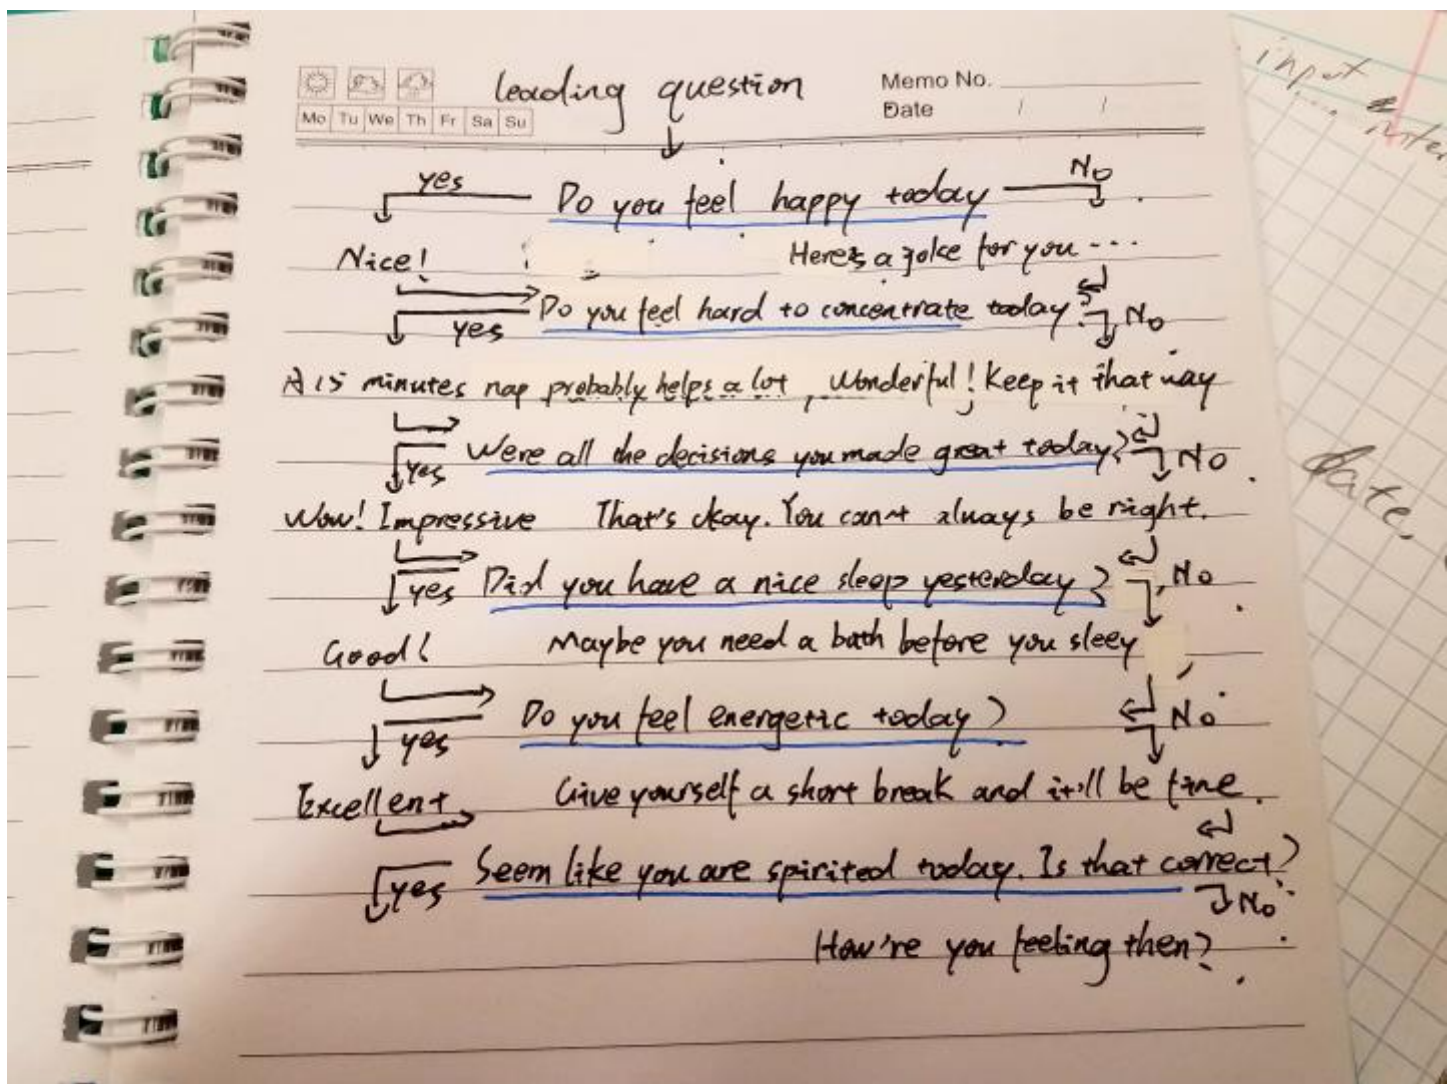 leading question
Memo No.
Date / /
Mo Tu We Th Fr Sa Su
yes Do you feel happy today No
Nice! Here's a joke for you ...
Do you feel hard to concentrate today?
yes No
A 15 minutes nap probably helps a lot, Wonderful! Keep it that way
Were all the decisions you made great today?
yes No
Wow! Impressive That's okay. You can't always be right.
yes Did you have a nice sleep yesterday? No
Good! Maybe you need a bath before you sleep
Do you feel energetic today? No
yes
Excellent. Give yourself a short break and it'll be fine.
yes Seem like you are spirited today. Is that correct?
No
How're you feeling then?
input
date,